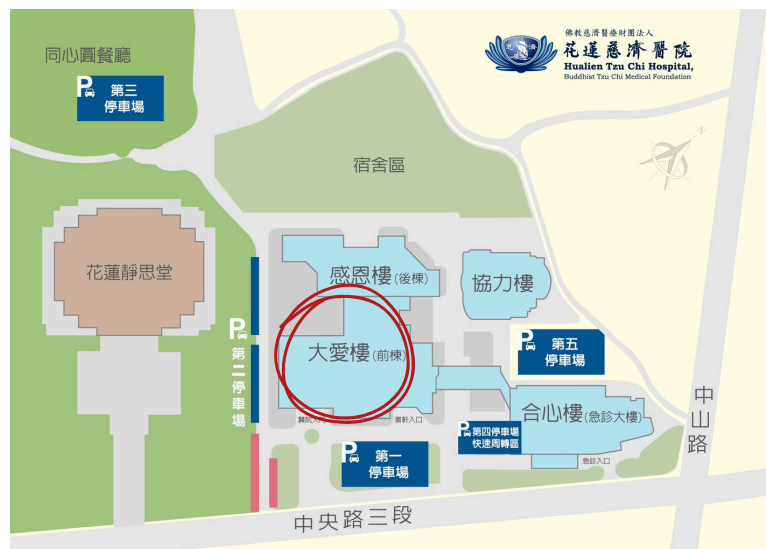 同心圓餐廳
P 第三
停車場
佛教慈濟醫療財團法人
花蓮慈濟醫院
Hualien Tzu Chi Hospital,
Buddhist Tzu Chi Medical Foundation
宿舍區
N
花蓮靜思堂
感恩樓(後棟)
協力樓
P
第二停車場
大愛樓(前棟)
P 第五
停車場
中山路
合心樓(急診大樓)
書軒入口
P 第四停車場
快速周轉區
急診入口
P 第一
停車場
中央路三段